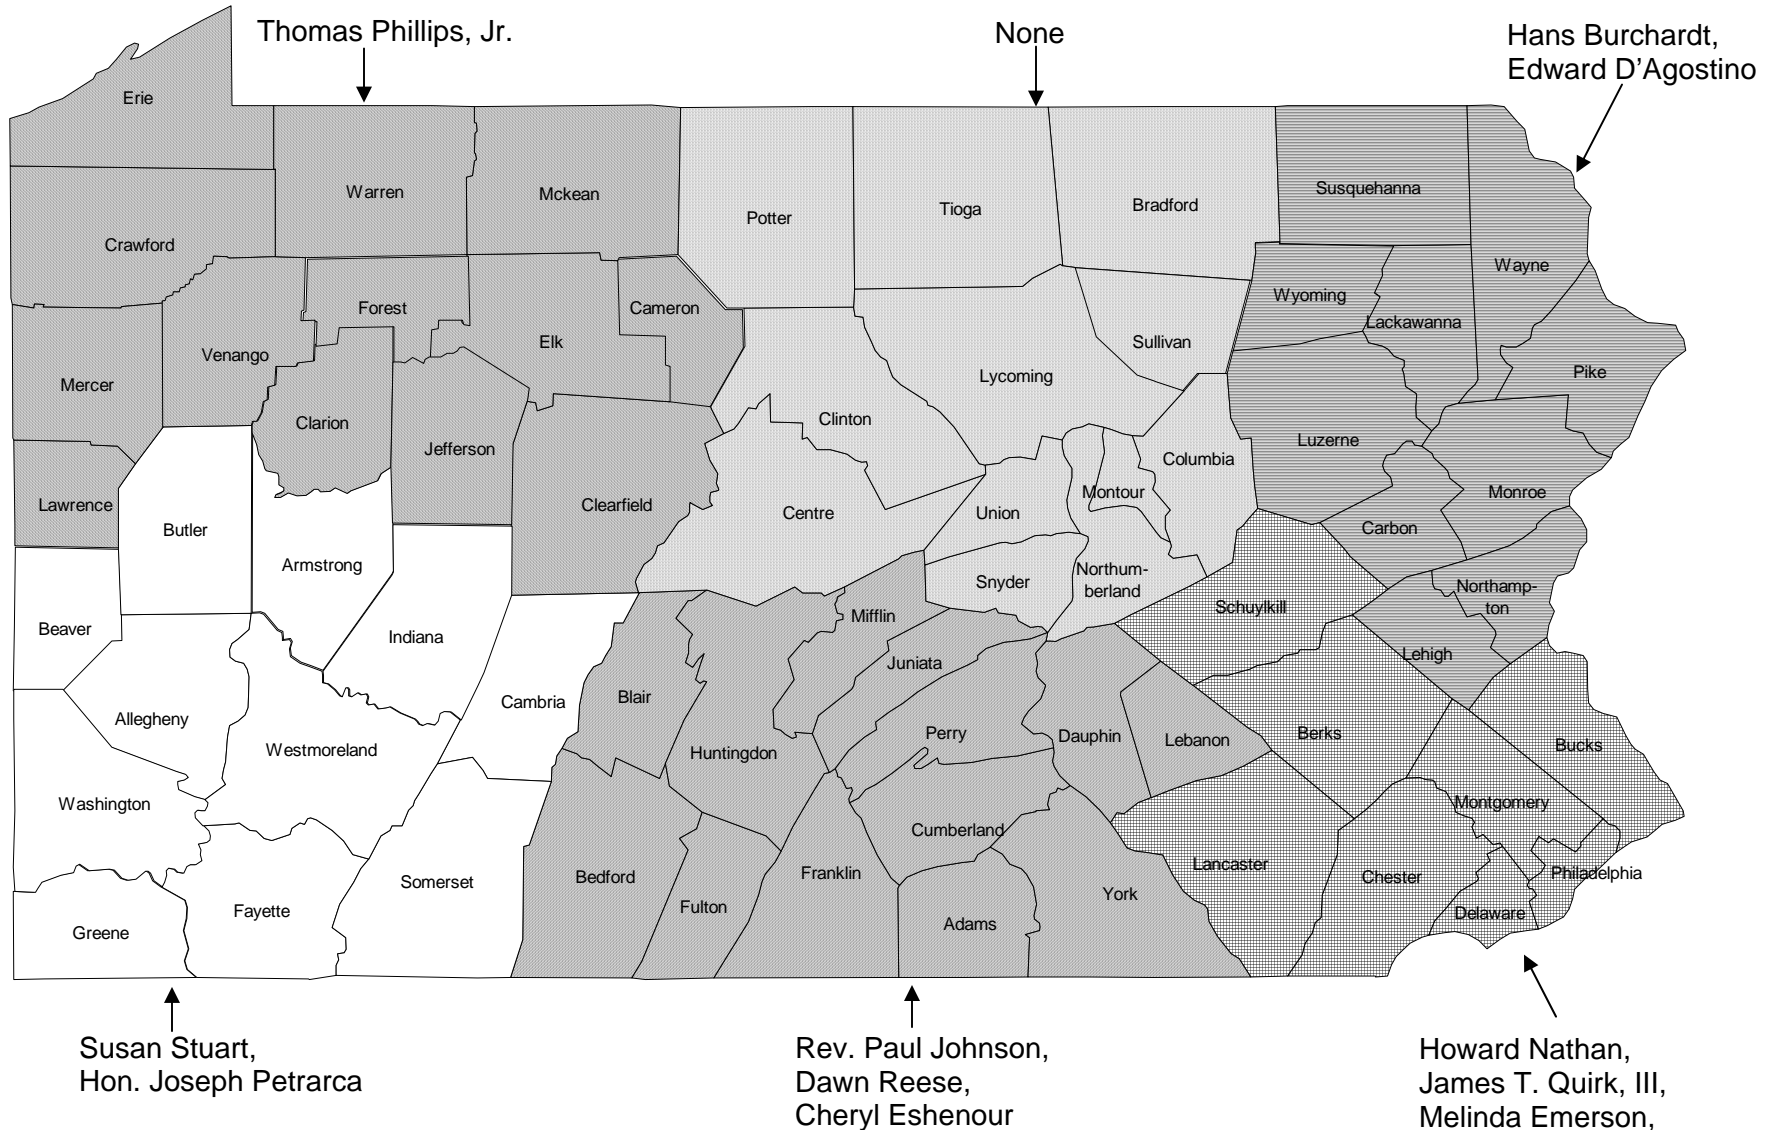 Thomas Phillips, Jr.
None
Hans Burchardt,
Edward D'Agostino
Erie
Warren
Mckean
Potter
Tioga
Bradford
Susquehanna
Wayne
Crawford
Forest
Cameron
Elk
Venango
Mercer
Clarion
Jefferson
Lawrence
Clearfield
Clinton
Lycoming
Sullivan
Wyoming
Lackawanna
Pike
Luzerne
Columbia
Montour
Monroe
Centre
Union
Carbon
Snyder
Northum-
berland
Northamp-
ton
Schuylkill
Lehigh
Butler
Armstrong
Beaver
Indiana
Mifflin
Juniata
Blair
Cambria
Allegheny
Westmoreland
Huntingdon
Perry
Dauphin
Lebanon
Berks
Bucks
Washington
Montgomery
Cumberland
Lancaster
Chester
Philadelphia
Somerset
Bedford
Franklin
York
Fayette
Fulton
Adams
Delaware
Greene
Susan Stuart,
Hon. Joseph Petrarca
Rev. Paul Johnson,
Dawn Reese,
Cheryl Eshenour
Howard Nathan,
James T. Quirk, III,
Melinda Emerson,